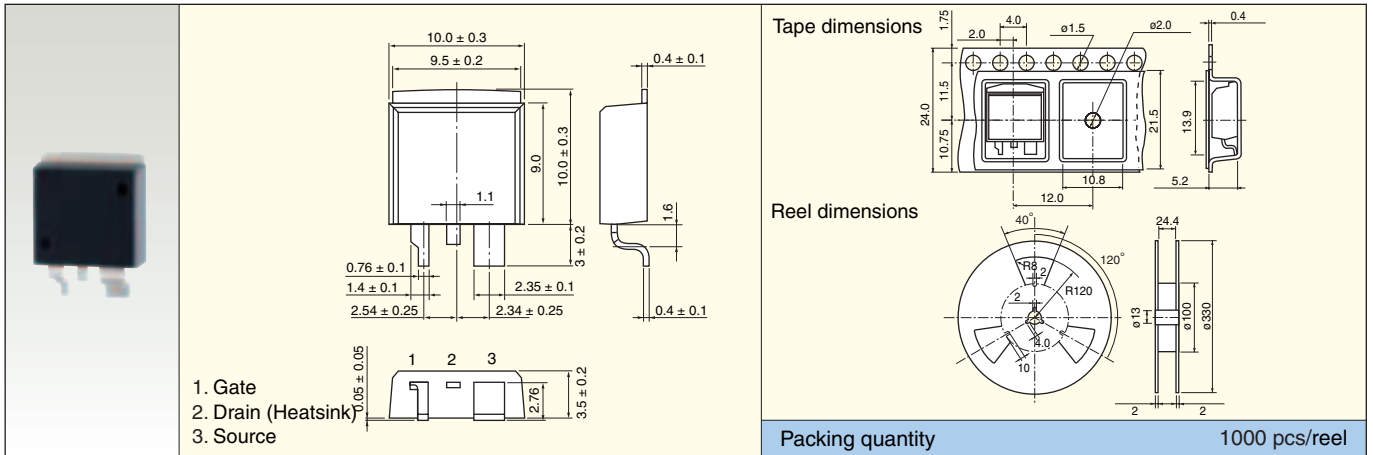 10.0 ± 0.3
9.5 ± 0.2
0.4 ± 0.1
9.0
10.0 ± 0.3
1.1
1.6
3 ± 0.2
0.76 ± 0.1
1.4 ± 0.1
2.35 ± 0.1
2.54 ± 0.25
2.34 ± 0.25
0.4 ± 0.1
0.05 ± 0.05
1 2 3
2.76
3.5 ± 0.2
1. Gate
2. Drain (Heatsink)
3. Source
Tape dimensions
1.75
4.0
2.0
ø1.5
ø2.0
0.4
24.0
11.5
10.75
21.5
13.9
10.8
5.2
12.0
Reel dimensions
40°
24.4
120°
R8
2
R120
2
4.0
10
ø13
ø100
ø330
2
2
Packing quantity 1000 pcs/reel